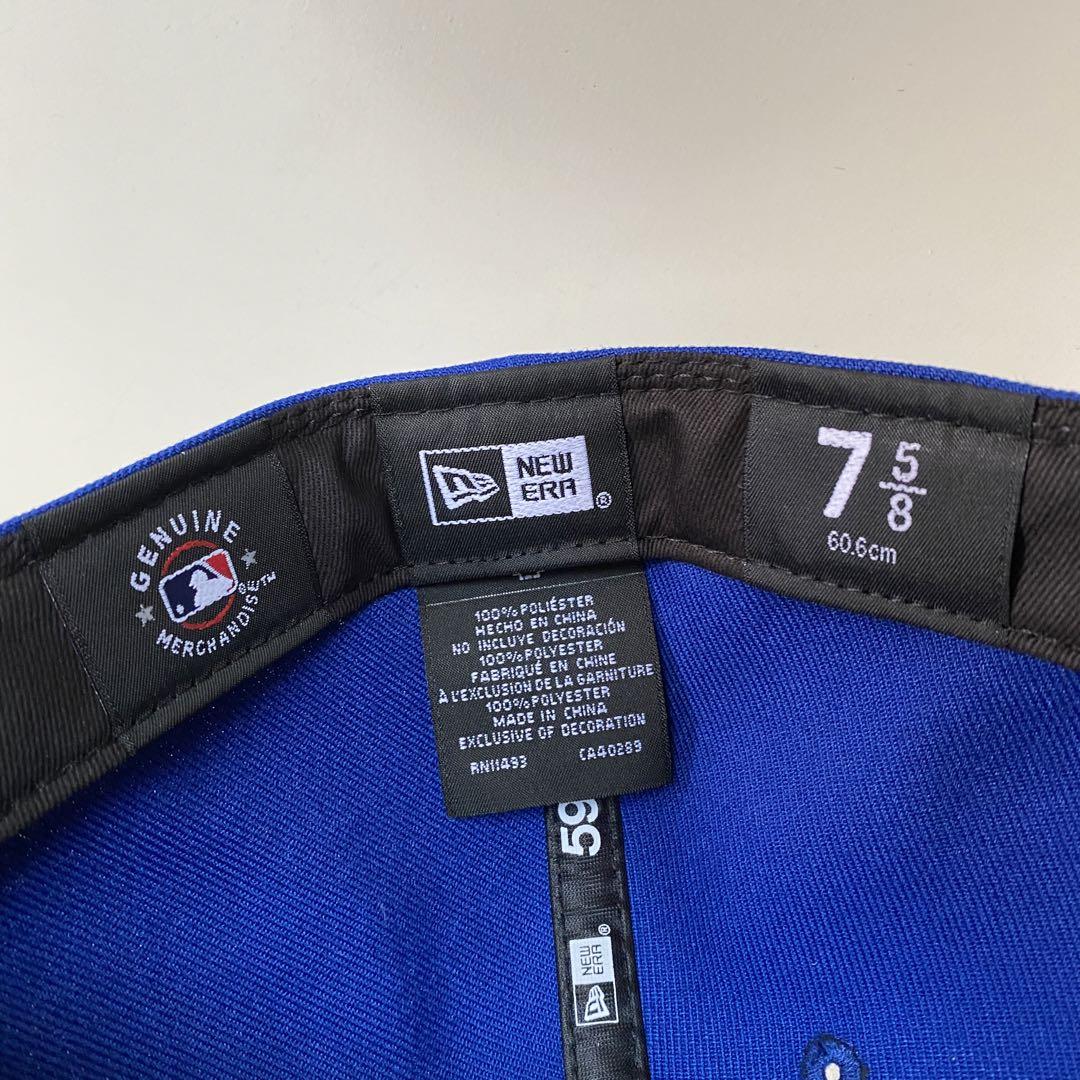 GENUINE
MERCHANDISE™
NEW
ERA
®
7 5/8
60.6cm
100% POLIÉSTER
HECHO EN CHINA
NO INCLUYE DECORACIÓN
100% POLYESTER
FABRIQUÉ EN CHINE
À L'EXCLUSION DE LA GARNITURE
100% POLYESTER
MADE IN CHINA
EXCLUSIVE OF DECORATION
RN11493 CA40289
59
NEW
ERA
®